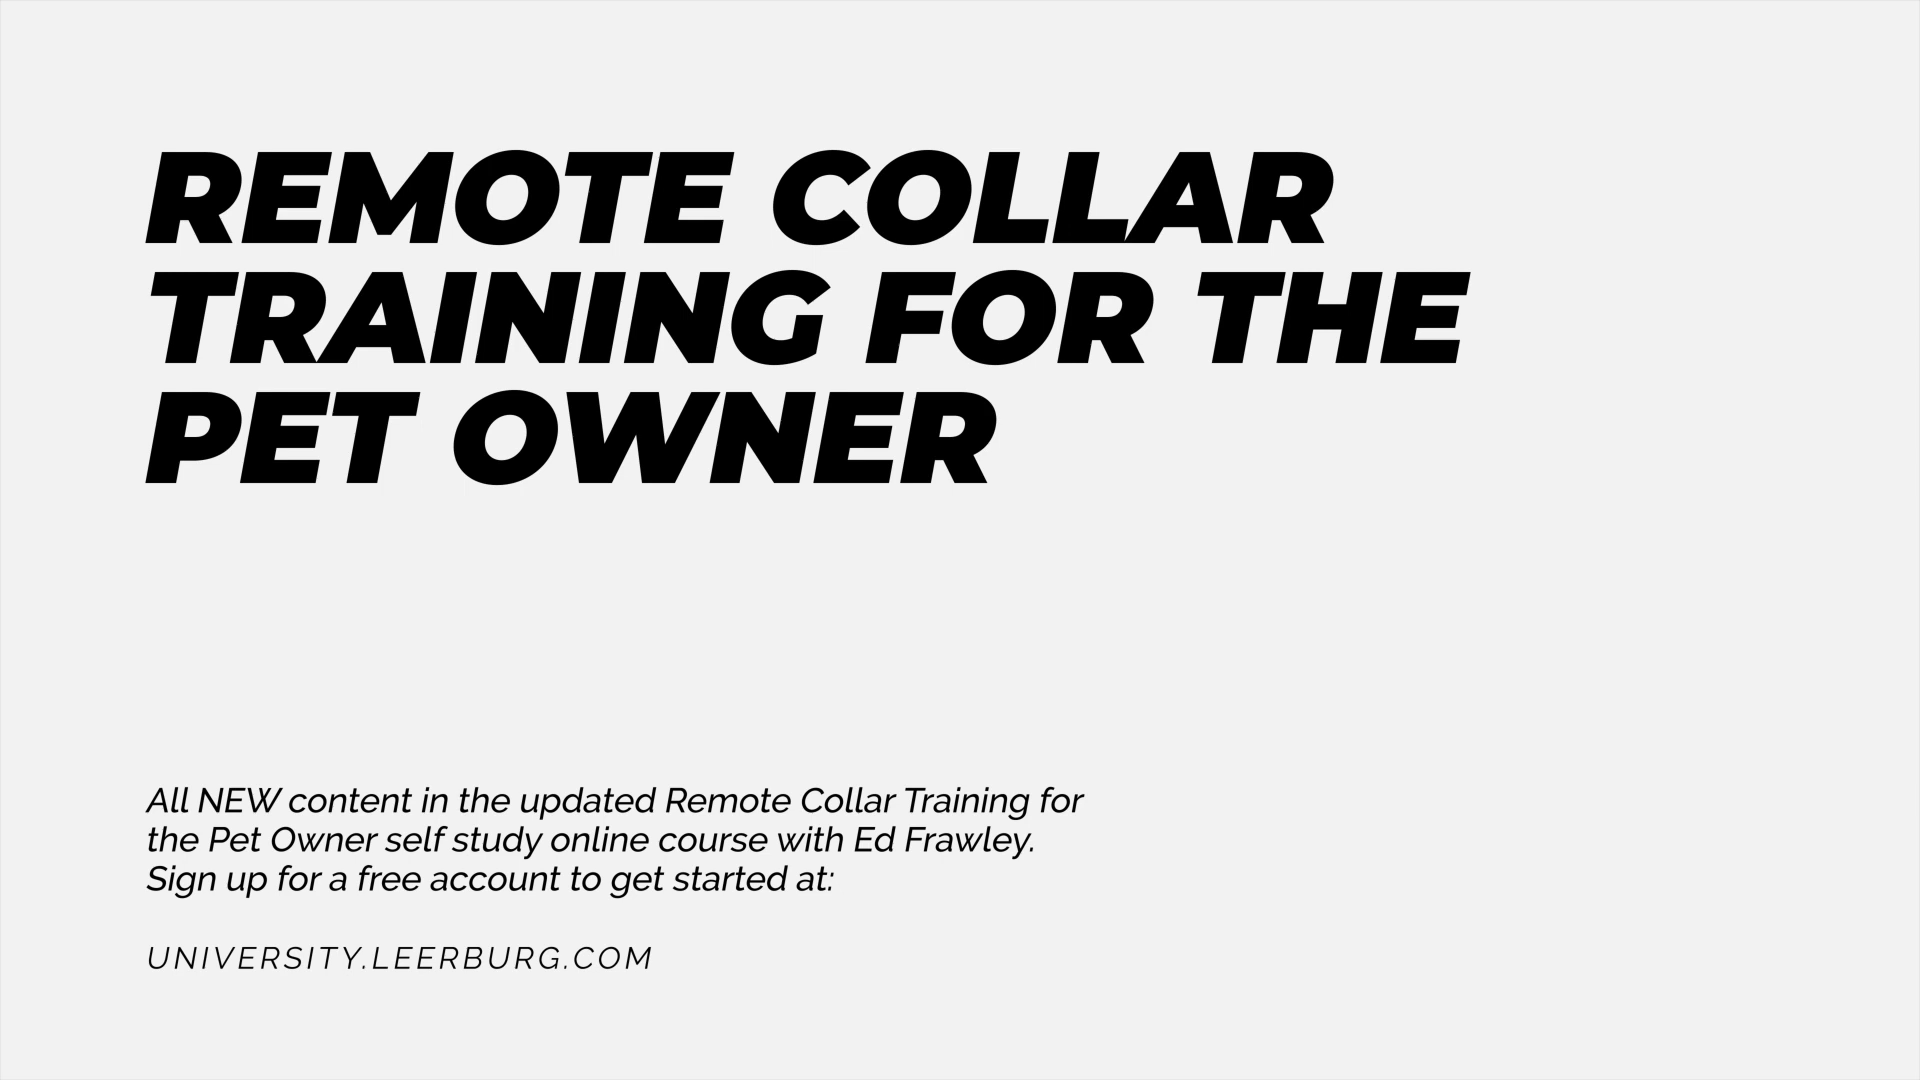 REMOTE COLLAR
TRAINING FOR THE
PET OWNER
All NEW content in the updated Remote Collar Training for
the Pet Owner self study online course with Ed Frawley.
Sign up for a free account to get started at:
UNIVERSITY.LEERBURG.COM